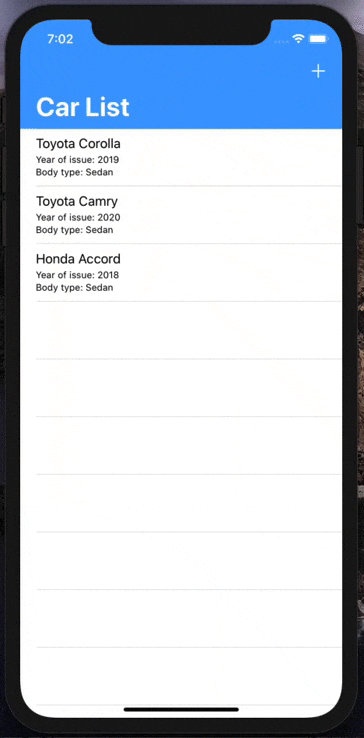 7:02
+
Car List
Toyota Corolla
Year of issue: 2019
Body type: Sedan
Toyota Camry
Year of issue: 2020
Body type: Sedan
Honda Accord
Year of issue: 2018
Body type: Sedan